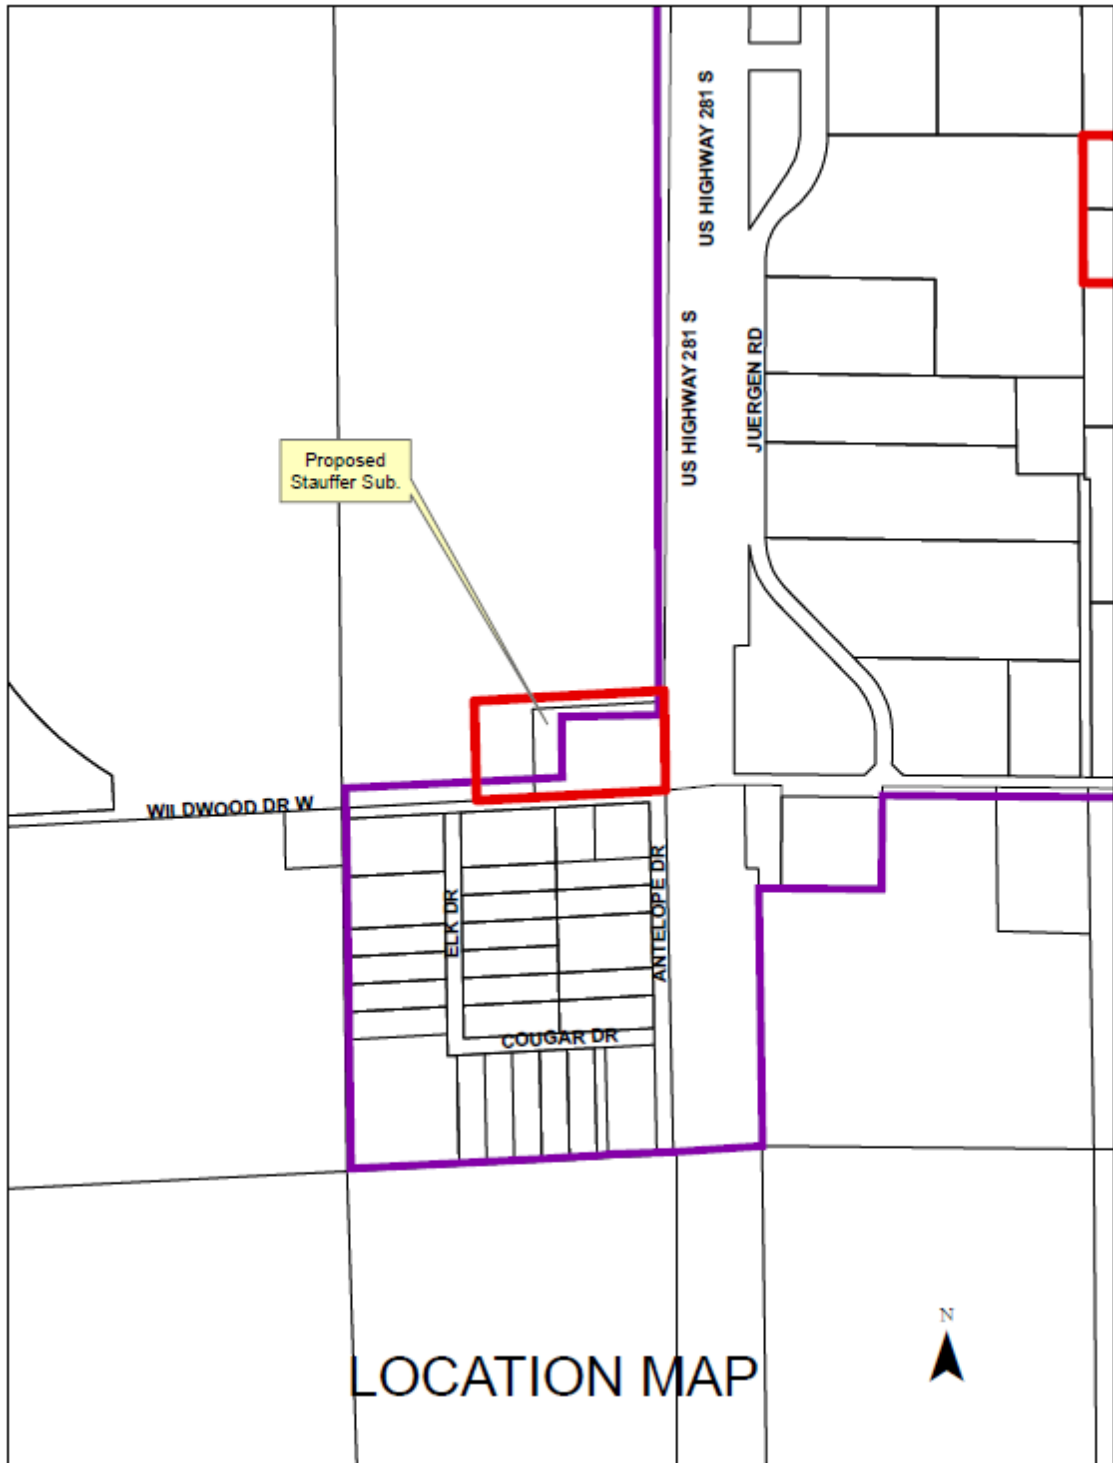 US HIGHWAY 281 S
US HIGHWAY 281 S
JUERGEN RD
Proposed
Stauffer Sub.
WILDWOOD DR W
ELK DR
ANTELOPE DR
COUGAR DR
N
LOCATION MAP